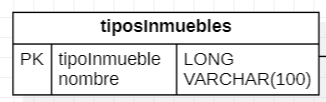 tiposInmuebles
PK tipoInmueble LONG
nombre VARCHAR(100)